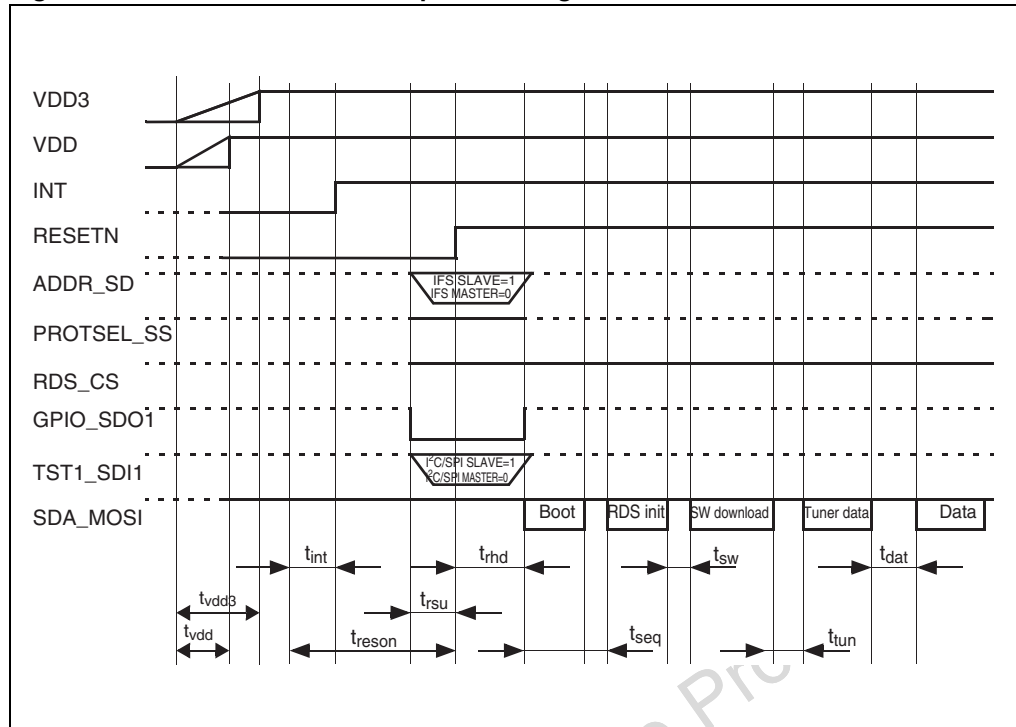 VDD3
VDD
INT
RESETN
ADDR_SD
IFS SLAVE=1
IFS MASTER=0
PROTSEL_SS
RDS_CS
GPIO_SDO1
TST1_SDI1
I²C/SPI SLAVE=1
I²C/SPI MASTER=0
SDA_MOSI
Boot
RDS init
SW download
Tuner data
Data
tint
trhd
tsw
tdat
tvdd3
trsu
tvdd
treson
tseq
ttun